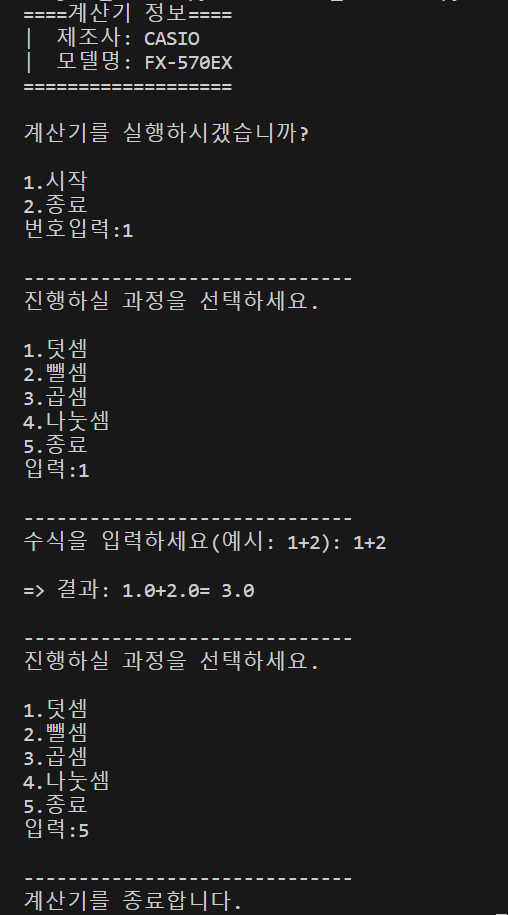 ====계산기 정보====
|  제조사: CASIO
|  모델명: FX-570EX
===================
계산기를 실행하시겠습니까?
1.시작
2.종료
번호입력:1
------------------------------
진행하실 과정을 선택하세요.
1.덧셈
2.뺄셈
3.곱셈
4.나눗셈
5.종료
입력:1
------------------------------
수식을 입력하세요(예시: 1+2): 1+2
=> 결과: 1.0+2.0= 3.0
------------------------------
진행하실 과정을 선택하세요.
1.덧셈
2.뺄셈
3.곱셈
4.나눗셈
5.종료
입력:5
------------------------------
계산기를 종료합니다.